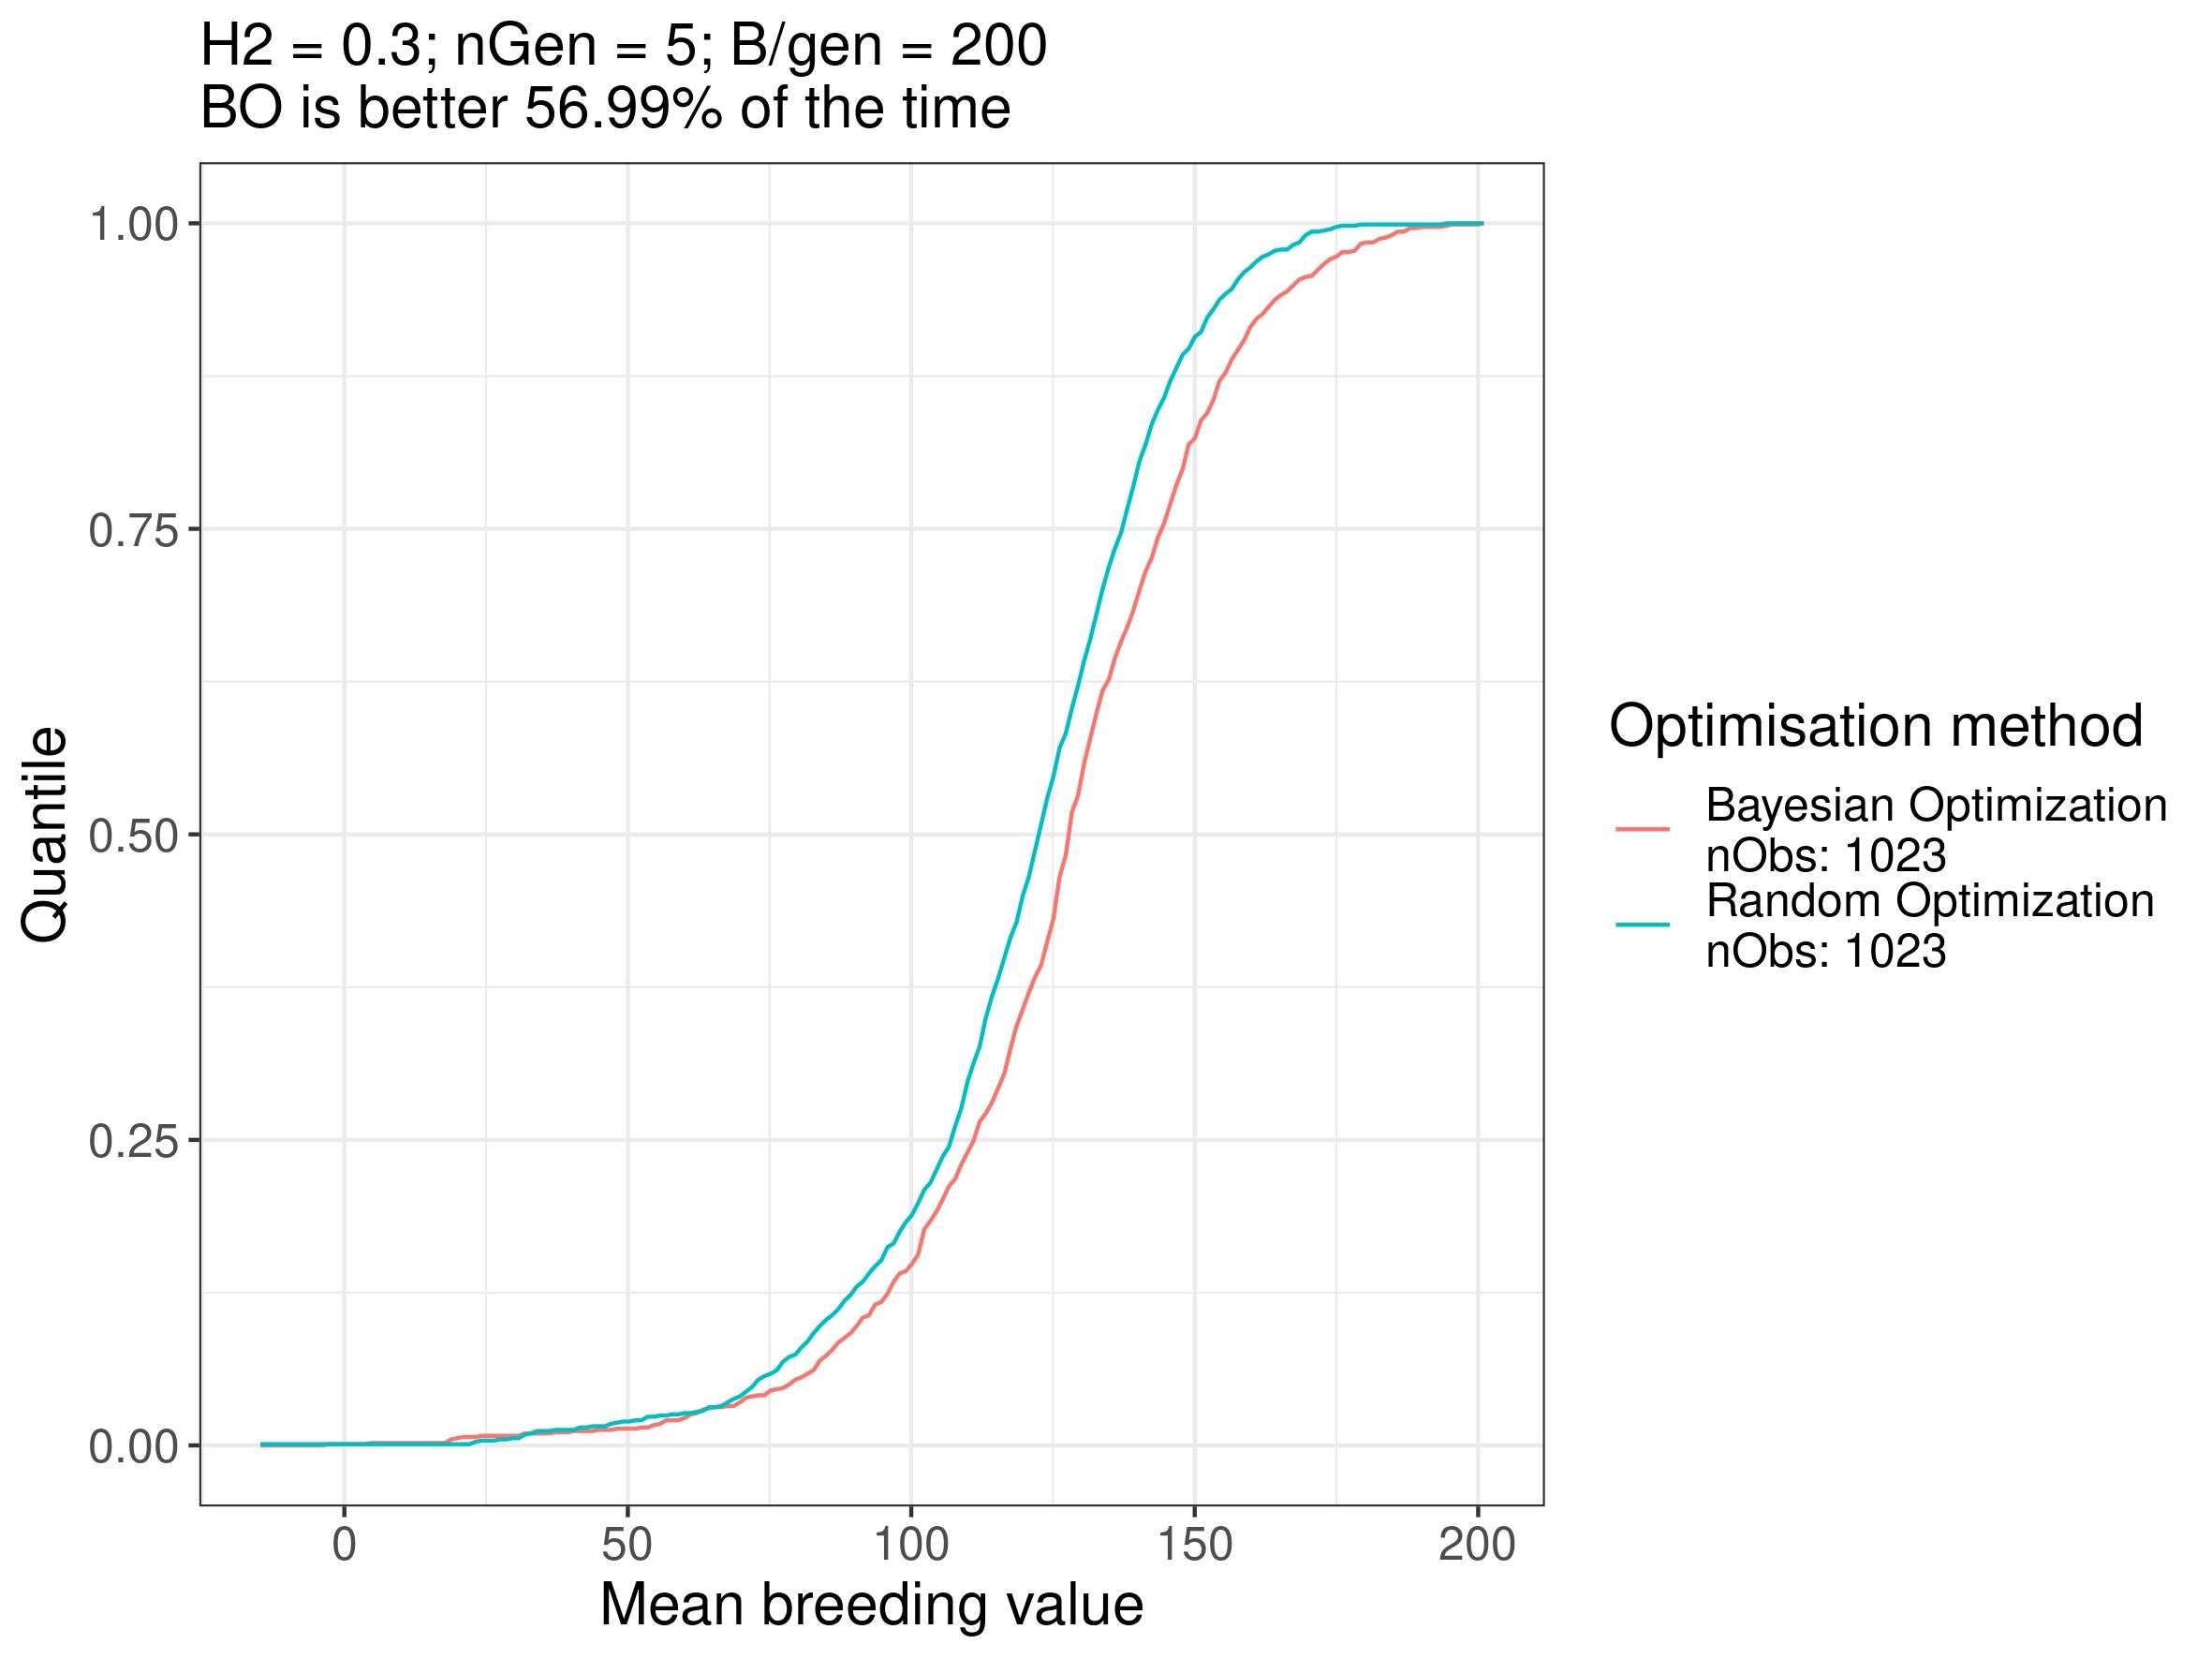 H2 = 0.3; nGen = 5; B/gen = 200
BO is better 56.99% of the time
1.00
0.75
0.50
0.25
0.00
Quantile
0
50
100
150
200
Mean breeding value
Optimisation method
Bayesian Optimization
nObs: 1023
Random Optimization
nObs: 1023